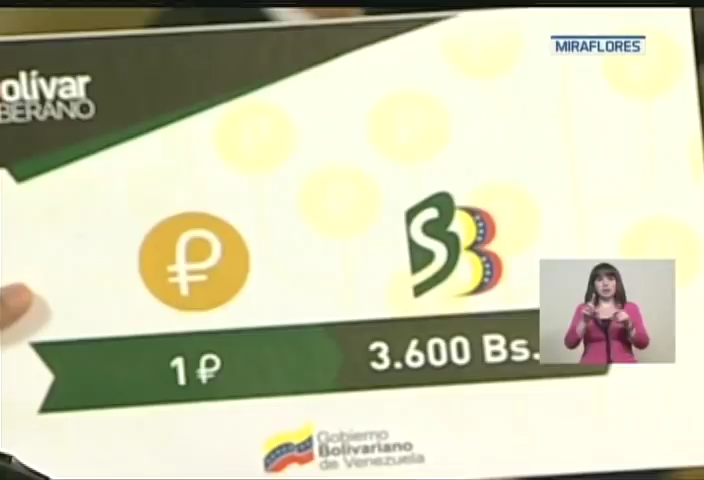 MIRAFLORES
olívar
BERANO
1₽
3.600 Bs.
Gobierno
Bolivariano
de Venezuela